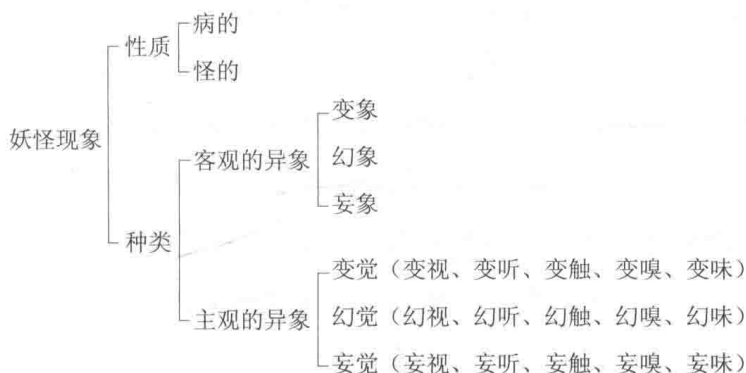 病的
性质
怪的
变象
妖怪现象
客观的异象
幻象
妄象
种类
变觉（变视、变听、变触、变嗅、变味）
主观的异象
幻觉（幻视、幻听、幻触、幻嗅、幻味）
妄觉（妄视、妄听、妄触、妄嗅、妄味）